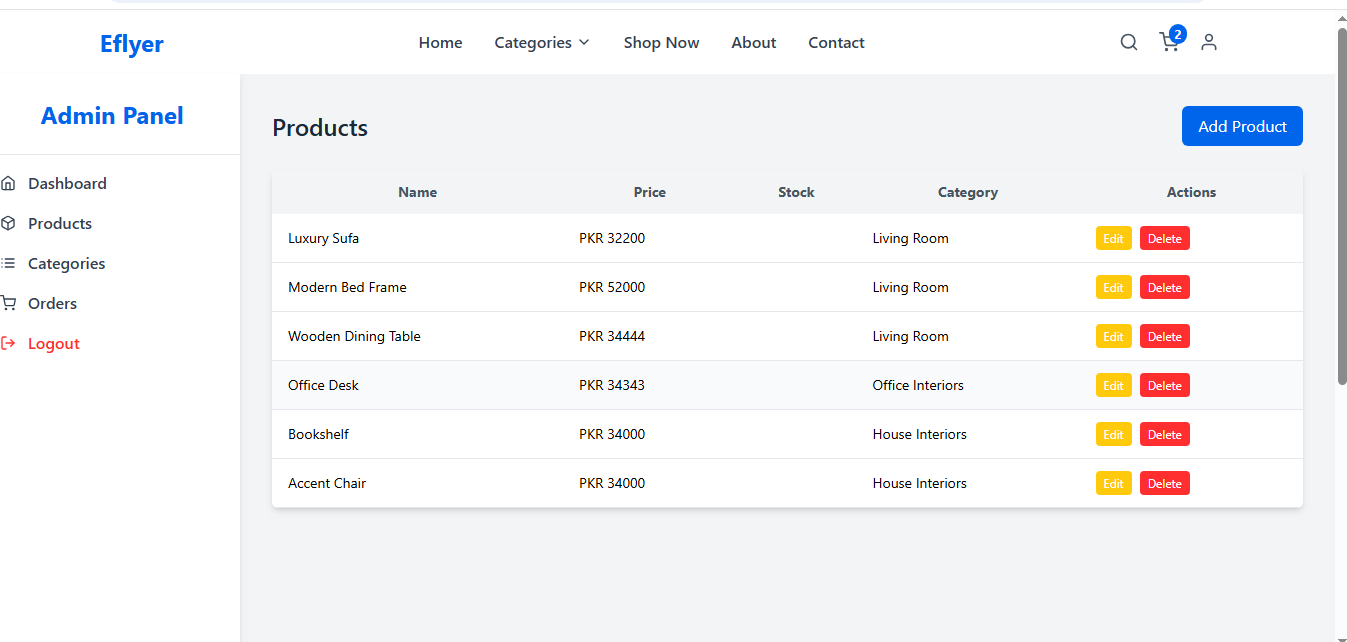 Eflyer Home Categories Shop Now About Contact 2
Admin Panel
Dashboard
Products
Categories
Orders
Logout
Products Add Product
Name Price Stock Category Actions
Luxury Sufa PKR 32200 Living Room Edit Delete
Modern Bed Frame PKR 52000 Living Room Edit Delete
Wooden Dining Table PKR 34444 Living Room Edit Delete
Office Desk PKR 34343 Office Interiors Edit Delete
Bookshelf PKR 34000 House Interiors Edit Delete
Accent Chair PKR 34000 House Interiors Edit Delete